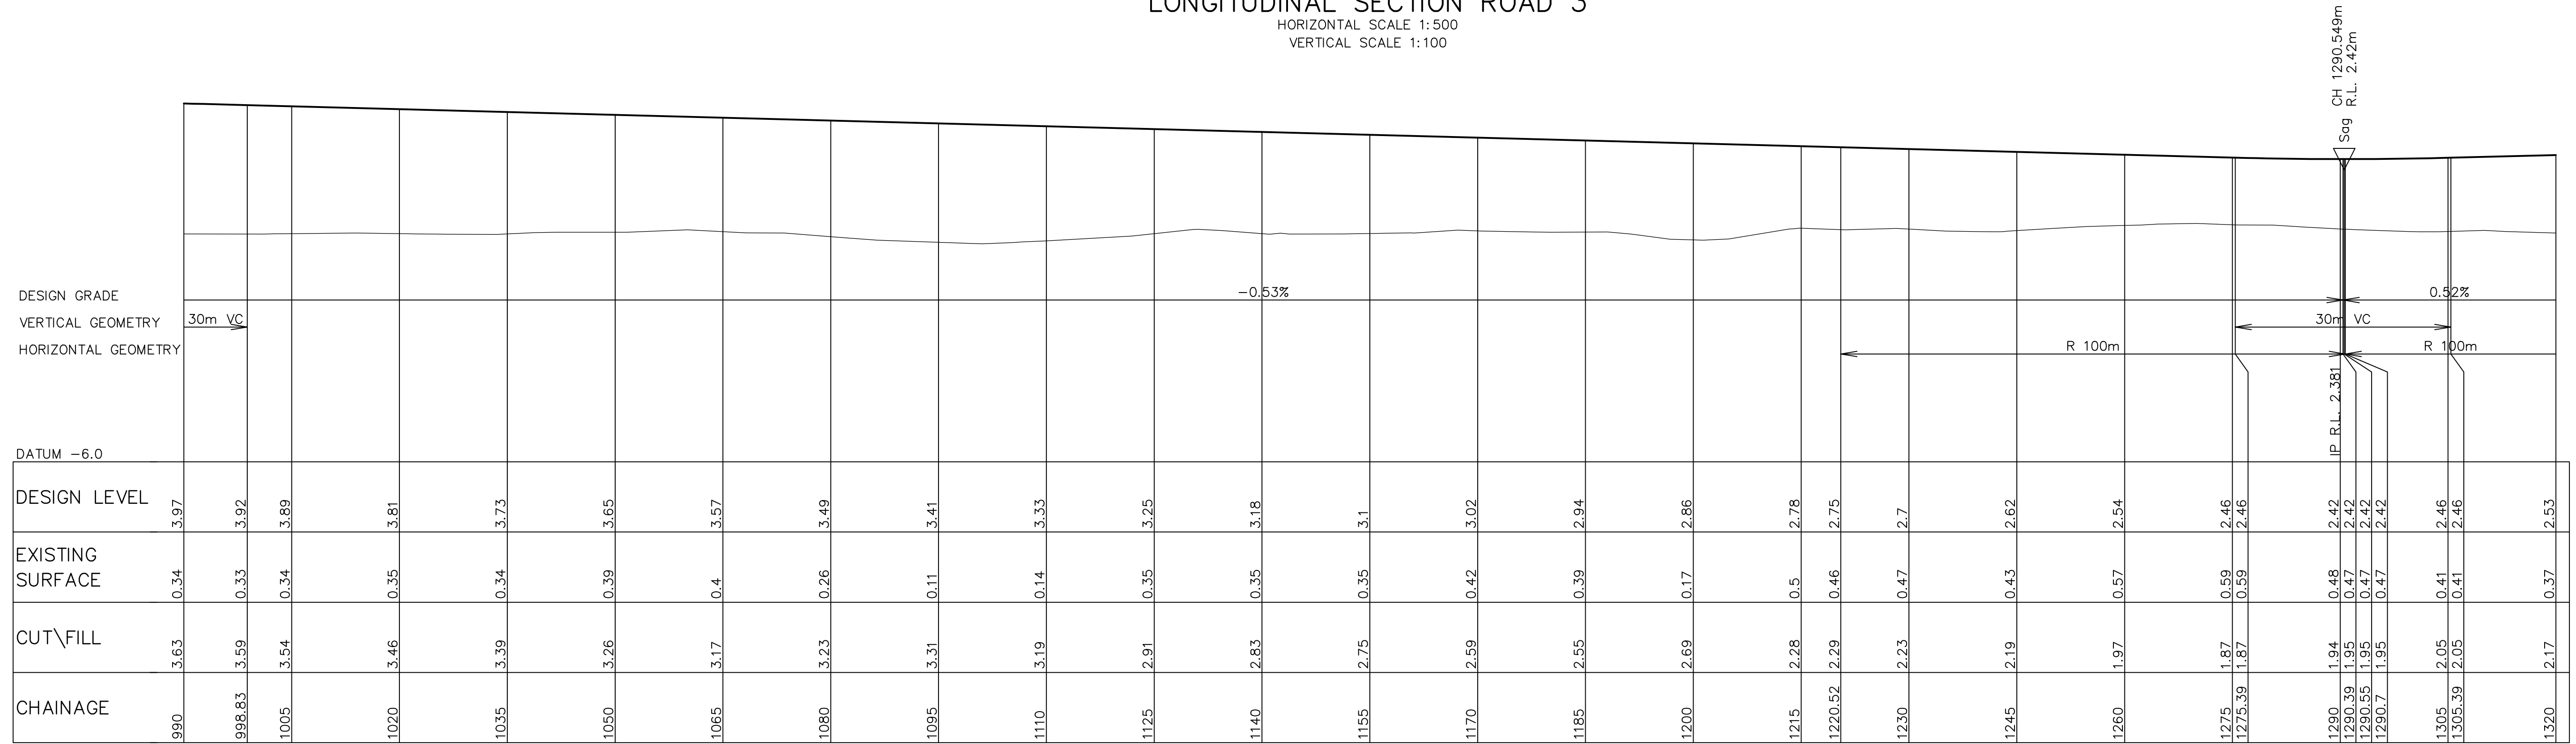 LONGITUDINAL SECTION ROAD 3
HORIZONTAL SCALE 1:500
VERTICAL SCALE 1:100
Sag CH 1290.549m
R.L. 2.42m
DESIGN GRADE -0.53% 0.52%
VERTICAL GEOMETRY 30m VC 30m VC
HORIZONTAL GEOMETRY R 100m R 100m
IP R.L. 2.381
DATUM -6.0
DESIGN LEVEL 3.97 3.92 3.89 3.81 3.73 3.65 3.57 3.49 3.41 3.33 3.25 3.18 3.1 3.02 2.94 2.86 2.78 2.75 2.7 2.62 2.54 2.46 2.46 2.42 2.42 2.42 2.42 2.46 2.46 2.53
EXISTING
SURFACE 0.34 0.33 0.34 0.35 0.34 0.39 0.4 0.26 0.11 0.14 0.35 0.35 0.35 0.42 0.39 0.17 0.5 0.46 0.47 0.43 0.57 0.59 0.59 0.48 0.47 0.47 0.47 0.41 0.41 0.37
CUT\FILL 3.63 3.59 3.54 3.46 3.39 3.26 3.17 3.23 3.31 3.19 2.91 2.83 2.75 2.59 2.55 2.69 2.28 2.29 2.23 2.19 1.97 1.87 1.87 1.94 1.95 1.95 1.95 2.05 2.05 2.17
CHAINAGE 990 998.83 1005 1020 1035 1050 1065 1080 1095 1110 1125 1140 1155 1170 1185 1200 1215 1220.52 1230 1245 1260 1275 1275.39 1290 1290.39 1290.55 1290.7 1305 1305.39 1320